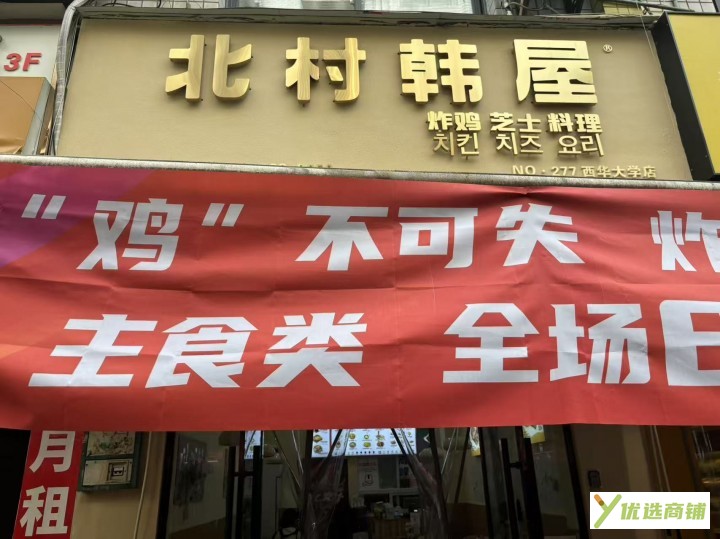 3F
北村韩屋®
炸鸡 芝士 料理
치킨 치즈 요리
NO·277 西华大学店
“鸡”不可失 炸
主食类 全场
月租
优选商铺